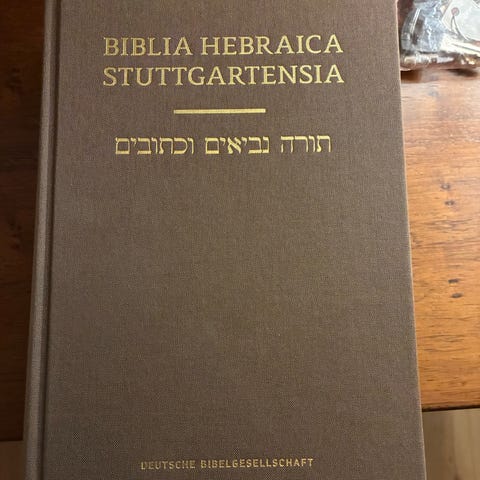 BIBLIA HEBRAICA
STUTTGARTENSIA
תורה נביאים וכתובים
DEUTSCHE BIBELGESELLSCHAFT